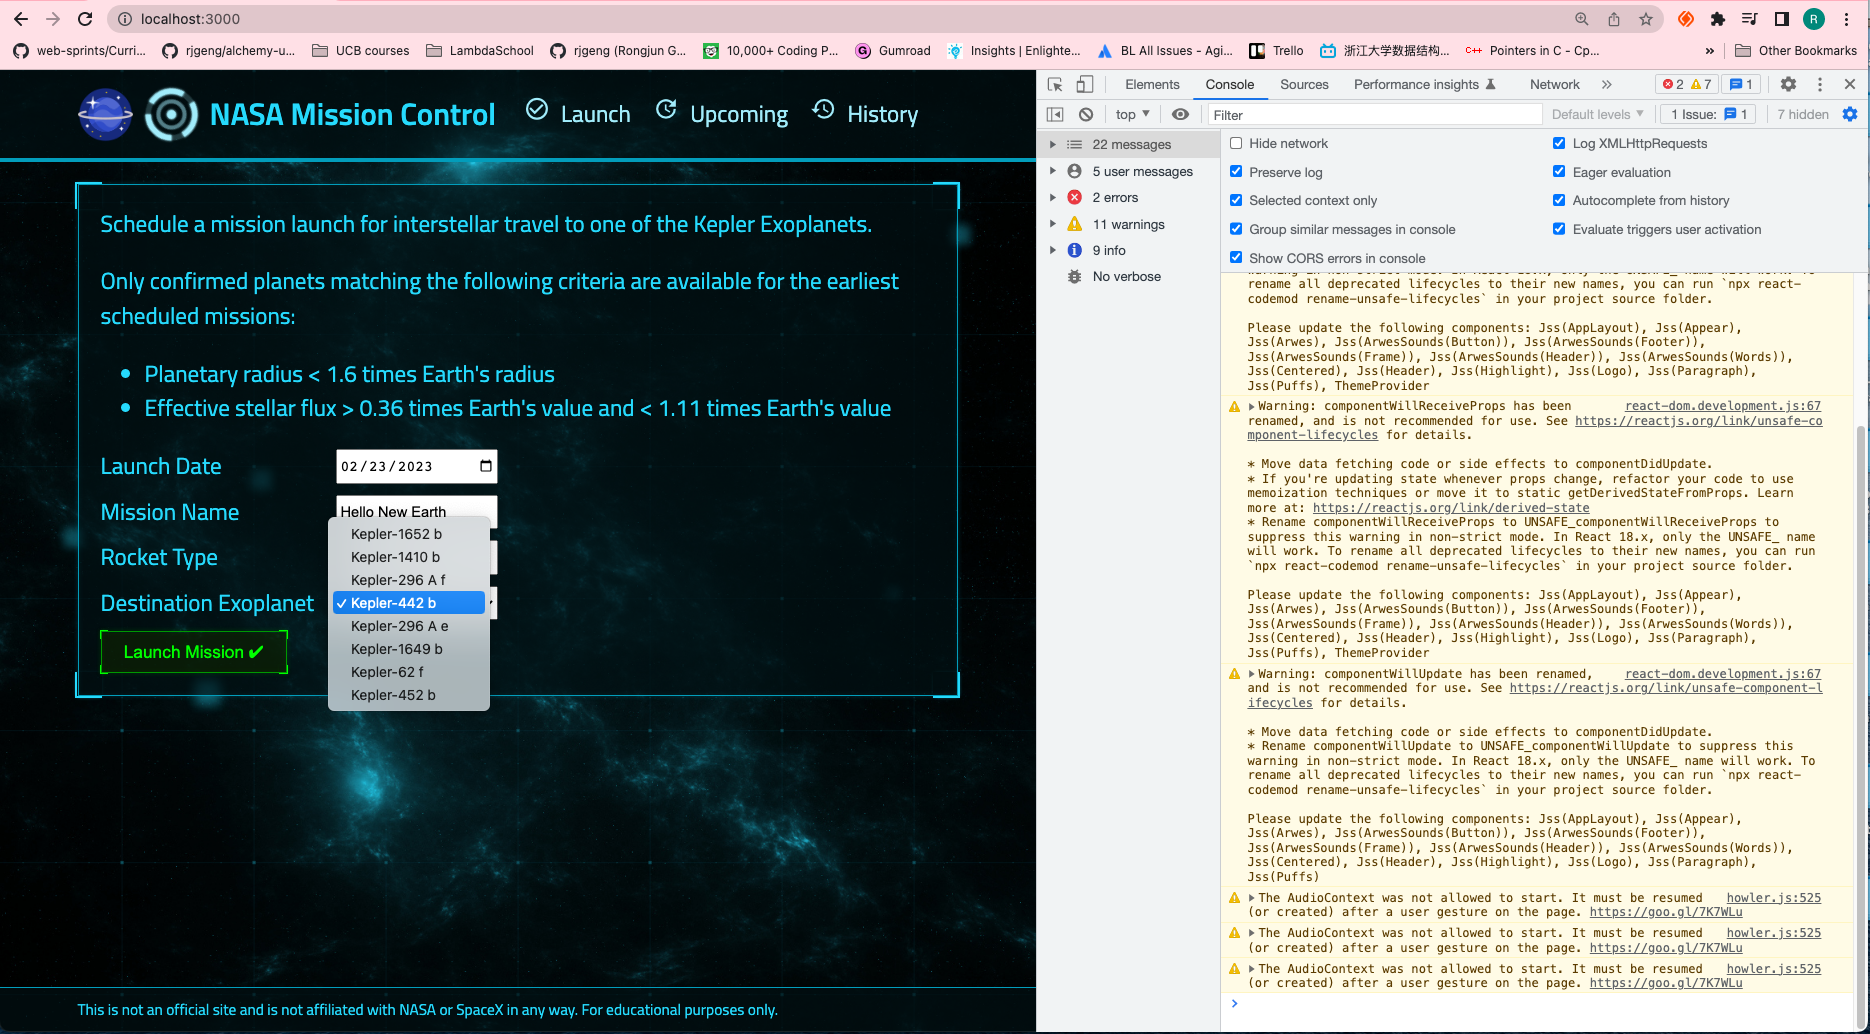 localhost:3000
R
web-sprints/Curri...
rjgeng/alchemy-u...
UCB courses
LambdaSchool
rjgeng (Rongjun G...
10,000+ Coding P...
Gumroad
Insights | Enlighte...
BL All Issues - Agi...
Trello
浙江大学数据结构...
Pointers in C - Cp...
»
Other Bookmarks
NASA Mission Control
Launch
Upcoming
History
Schedule a mission launch for interstellar travel to one of the Kepler Exoplanets.
Only confirmed planets matching the following criteria are available for the earliest
scheduled missions:
• Planetary radius < 1.6 times Earth's radius
• Effective stellar flux > 0.36 times Earth's value and < 1.11 times Earth's value
Launch Date
02/23/2023
Mission Name
Hello New Earth
Rocket Type
Destination Exoplanet
Kepler-1652 b
Kepler-1410 b
Kepler-296 A f
✓ Kepler-442 b
Kepler-296 A e
Kepler-1649 b
Kepler-62 f
Kepler-452 b
Launch Mission ✔
This is not an official site and is not affiliated with NASA or SpaceX in any way. For educational purposes only.
Elements
Console
Sources
Performance insights
Network
»
2
7
1
top ▼
Filter
Default levels ▼
1 Issue: 1
7 hidden
22 messages
5 user messages
2 errors
11 warnings
9 info
No verbose
Hide network
Log XMLHttpRequests
Preserve log
Eager evaluation
Selected context only
Autocomplete from history
Group similar messages in console
Evaluate triggers user activation
Show CORS errors in console
rename all deprecated lifecycles to their new names, you can run `npx react-
codemod rename-unsafe-lifecycles` in your project source folder.
Please update the following components: Jss(AppLayout), Jss(Appear),
Jss(Arwes), Jss(ArwesSounds(Button)), Jss(ArwesSounds(Footer)),
Jss(ArwesSounds(Frame)), Jss(ArwesSounds(Header)), Jss(ArwesSounds(Words)),
Jss(Centered), Jss(Header), Jss(Highlight), Jss(Logo), Jss(Paragraph),
Jss(Puffs), ThemeProvider
Warning: componentWillReceiveProps has been react-dom.development.js:67
renamed, and is not recommended for use. See https://reactjs.org/link/unsafe-co
mponent-lifecycles for details.
* Move data fetching code or side effects to componentDidUpdate.
* If you're updating state whenever props change, refactor your code to use
memoization techniques or move it to static getDerivedStateFromProps. Learn
more at: https://reactjs.org/link/derived-state
* Rename componentWillReceiveProps to UNSAFE_componentWillReceiveProps to
suppress this warning in non-strict mode. In React 18.x, only the UNSAFE_ name
will work. To rename all deprecated lifecycles to their new names, you can run
`npx react-codemod rename-unsafe-lifecycles` in your project source folder.
Please update the following components: Jss(AppLayout), Jss(Appear),
Jss(Arwes), Jss(ArwesSounds(Button)), Jss(ArwesSounds(Footer)),
Jss(ArwesSounds(Frame)), Jss(ArwesSounds(Header)), Jss(ArwesSounds(Words)),
Jss(Centered), Jss(Header), Jss(Highlight), Jss(Logo), Jss(Paragraph),
Jss(Puffs), ThemeProvider
Warning: componentWillUpdate has been renamed, react-dom.development.js:67
and is not recommended for use. See https://reactjs.org/link/unsafe-component-l
ifecycles for details.
* Move data fetching code or side effects to componentDidUpdate.
* Rename componentWillUpdate to UNSAFE_componentWillUpdate to suppress this
warning in non-strict mode. In React 18.x, only the UNSAFE_ name will work. To
rename all deprecated lifecycles to their new names, you can run `npx react-
codemod rename-unsafe-lifecycles` in your project source folder.
Please update the following components: Jss(AppLayout), Jss(Appear),
Jss(Arwes), Jss(ArwesSounds(Button)), Jss(ArwesSounds(Footer)),
Jss(ArwesSounds(Frame)), Jss(ArwesSounds(Header)), Jss(ArwesSounds(Words)),
Jss(Centered), Jss(Header), Jss(Highlight), Jss(Logo), Jss(Paragraph),
Jss(Puffs)
The AudioContext was not allowed to start. It must be resumed howler.js:525
(or created) after a user gesture on the page. https://goo.gl/7K7WLu
The AudioContext was not allowed to start. It must be resumed howler.js:525
(or created) after a user gesture on the page. https://goo.gl/7K7WLu
The AudioContext was not allowed to start. It must be resumed howler.js:525
(or created) after a user gesture on the page. https://goo.gl/7K7WLu
>